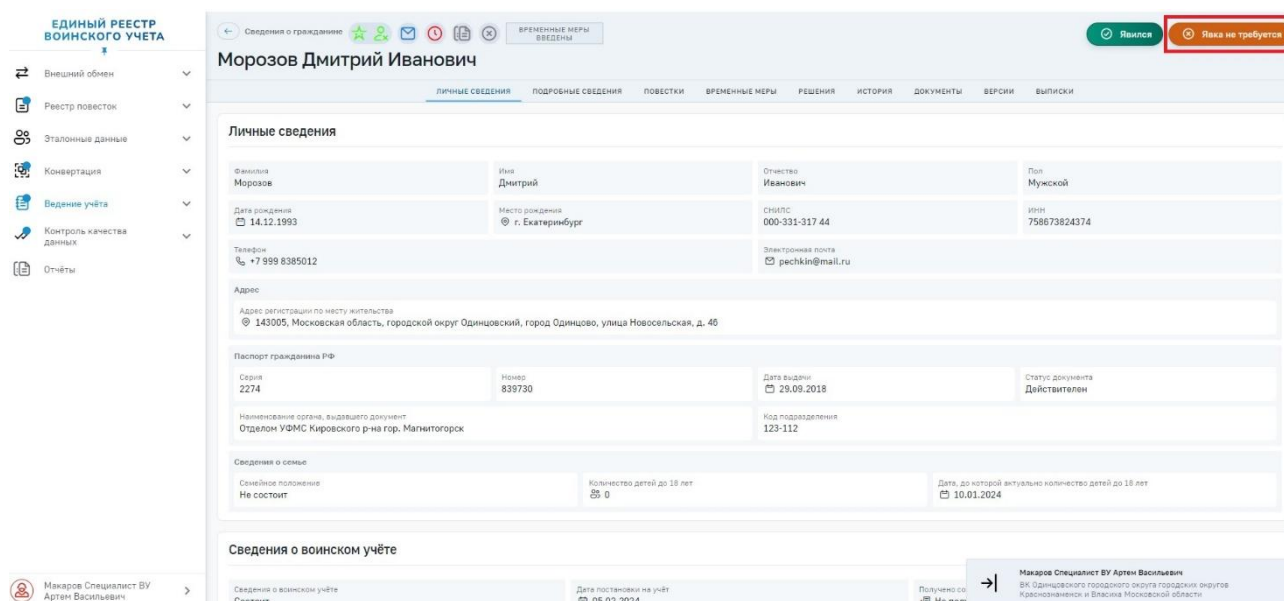 ЕДИНЫЙ РЕЕСТР
ВОИНСКОГО УЧЕТА
Внешний обмен
Реестр повесток
Эталонные данные
Конвертация
Ведение учёта
Контроль качества
данных
Отчёты
Макаров Специалист ВУ
Артем Васильевич
Сведения о гражданине
ВРЕМЕННЫЕ МЕРЫ
ВВЕДЕНЫ
Явился
Явка не требуется
Морозов Дмитрий Иванович
ЛИЧНЫЕ СВЕДЕНИЯ ПОДРОБНЫЕ СВЕДЕНИЯ ПОВЕСТКИ ВРЕМЕННЫЕ МЕРЫ РЕШЕНИЯ ИСТОРИЯ ДОКУМЕНТЫ ВЕРСИИ ВЫПИСКИ
Личные сведения
Фамилия Имя Отчество Пол
Морозов Дмитрий Иванович Мужской
Дата рождения Место рождения СНИЛС ИНН
14.12.1993 г. Екатеринбург 000-331-317 44 758673824374
Телефон Электронная почта
+7 999 8385012 pechkin@mail.ru
Адрес
Адрес регистрации по месту жительства
143005, Московская область, городской округ Одинцовский, город Одинцово, улица Новосельская, д. 46
Паспорт гражданина РФ
Серия Номер Дата выдачи Статус документа
2274 839730 29.09.2018 Действителен
Наименование органа, выдавшего документ Код подразделения
Отделом УФМС Кировского р-на гор. Магнитогорск 123-112
Сведения о семье
Семейное положение Количество детей до 18 лет Дата, до которой актуально количество детей до 18 лет
Не состоит 0 10.01.2024
Сведения о воинском учёте
Сведения о воинском учёте Дата постановки на учёт Получено со
Состоит 05.02.2024 Не пол
Макаров Специалист ВУ Артем Васильевич
ВК Одинцовского городского округа городских округов
Краснознаменск и Власиха Московской области